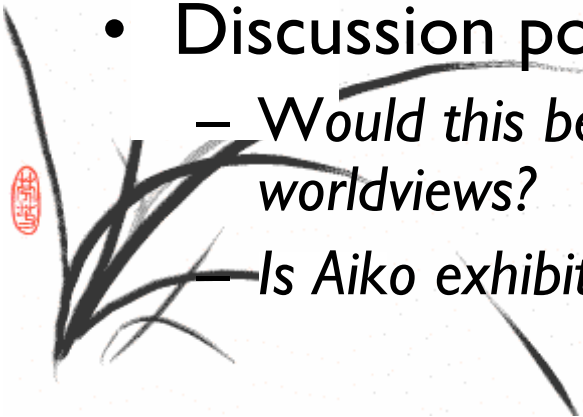 • Discussion po
– Would this be
worldviews?
– Is Aiko exhibit